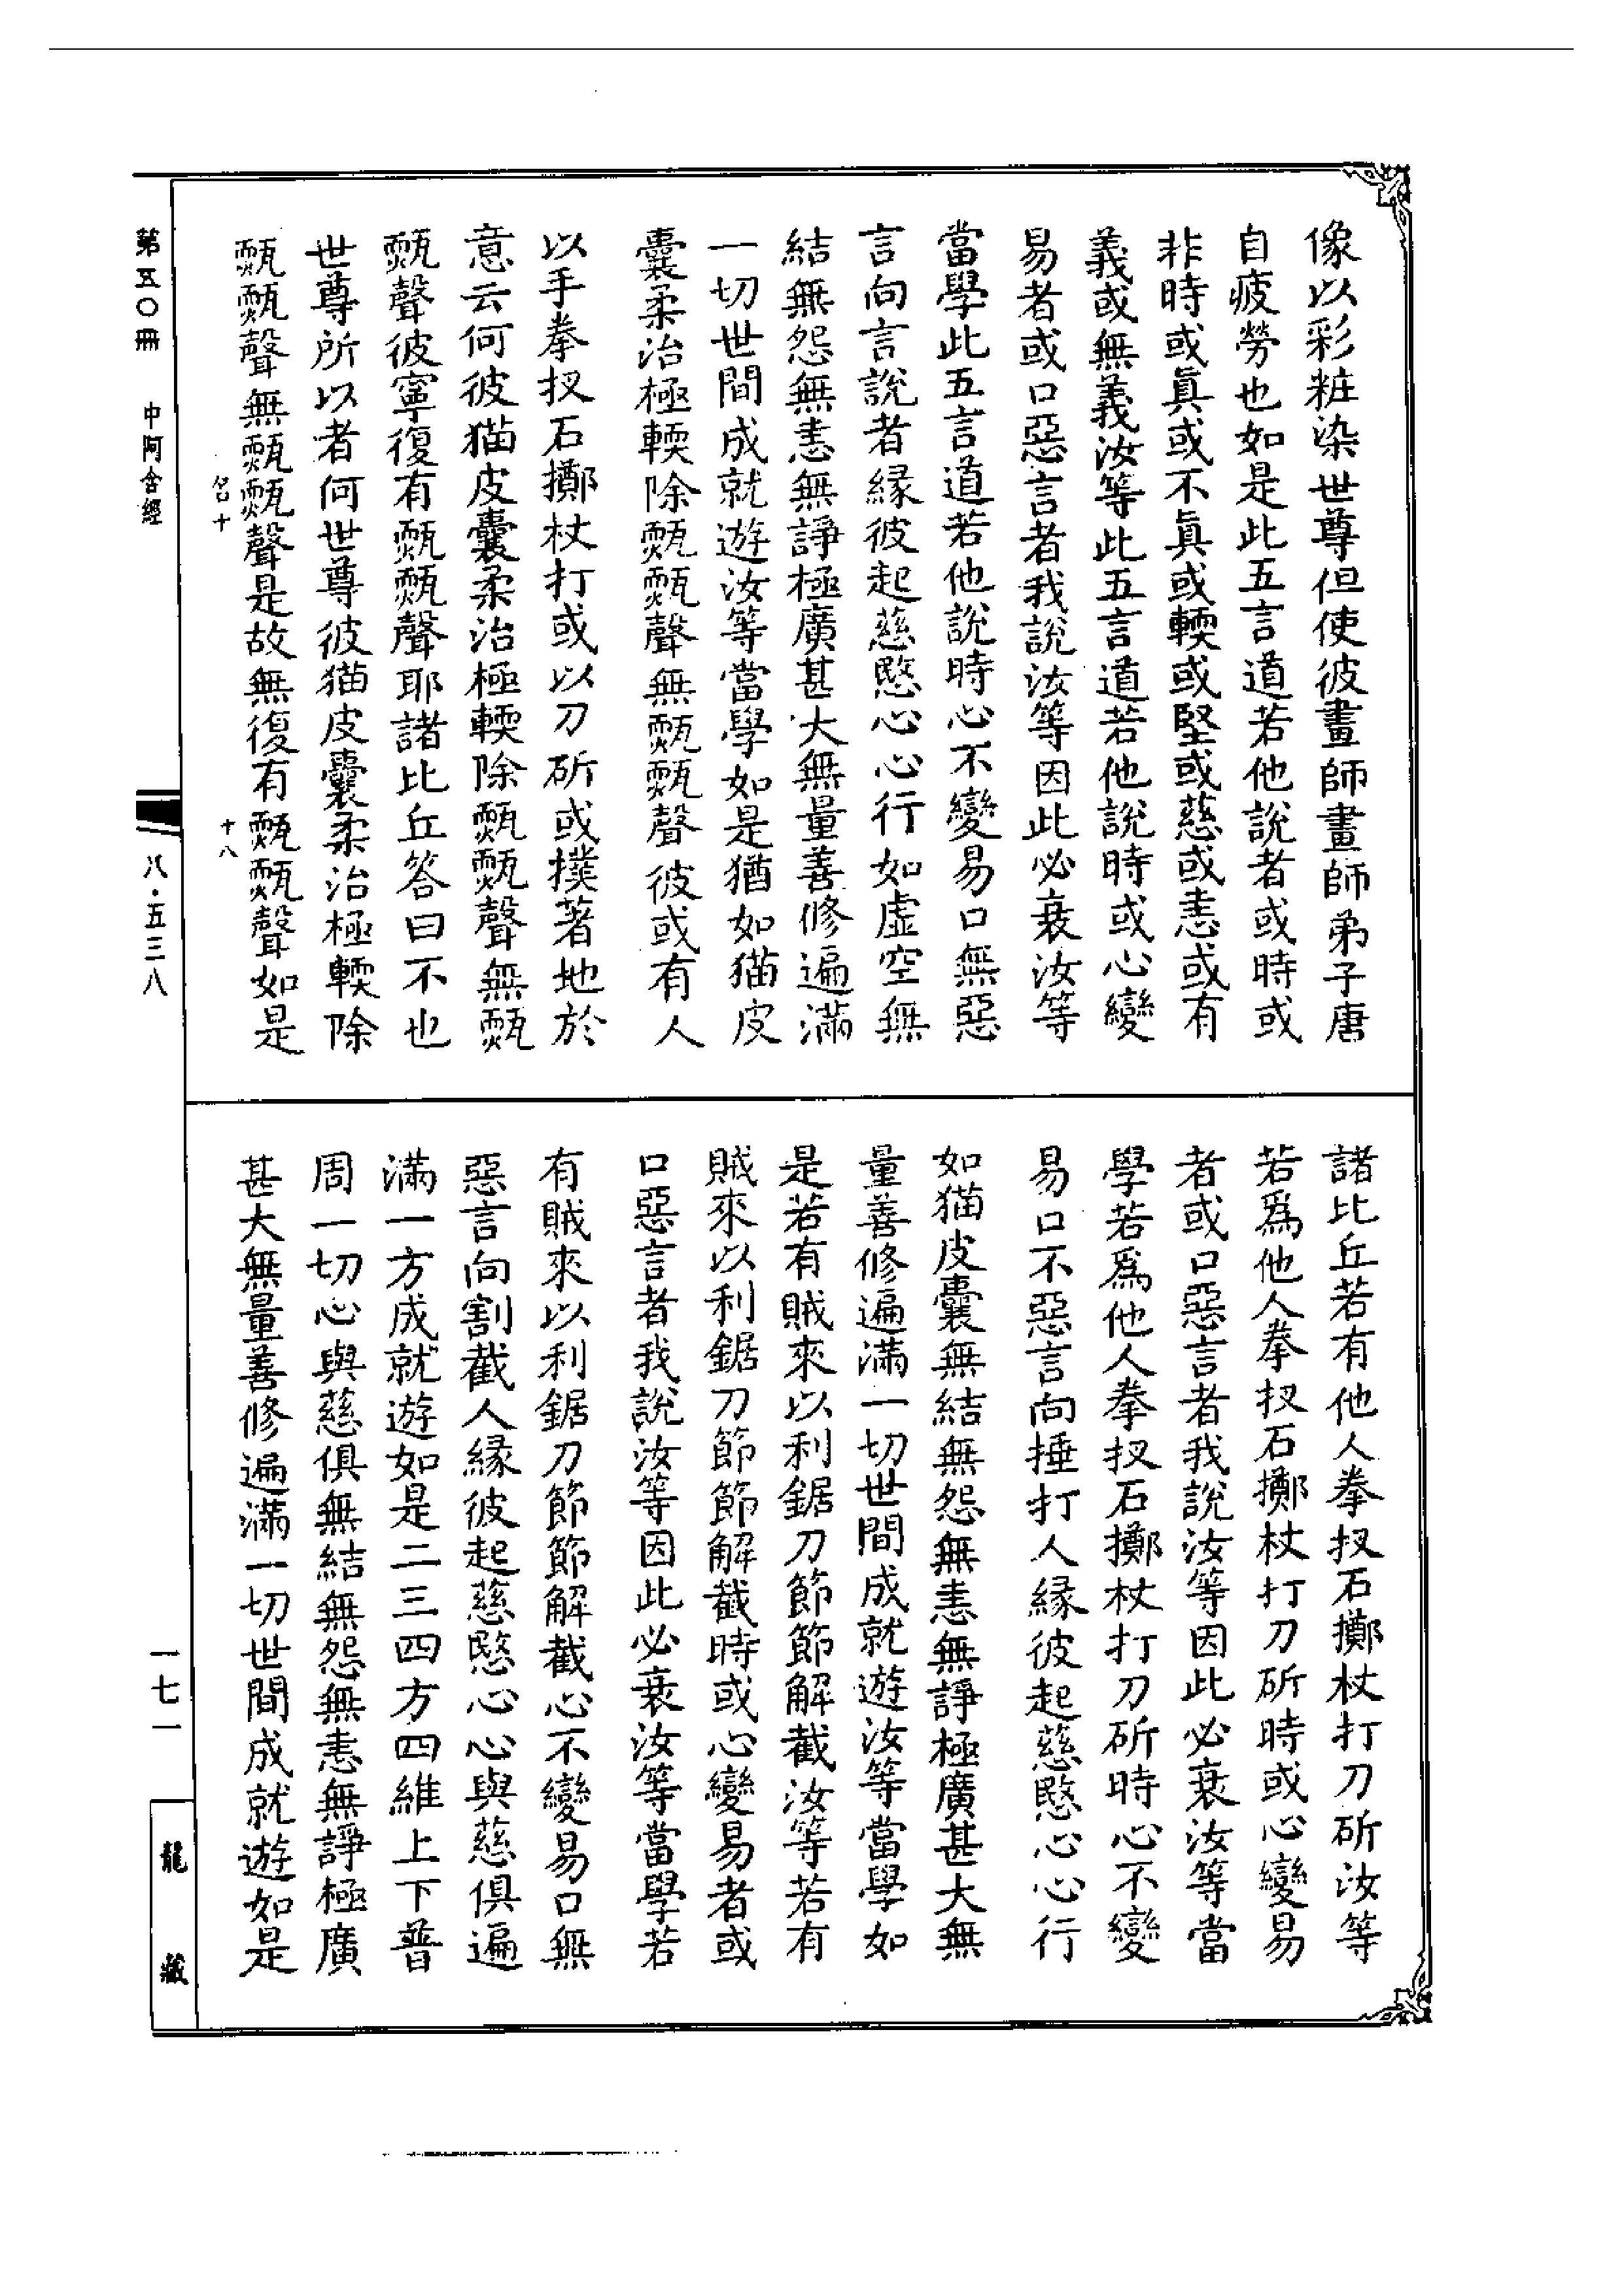 像以彩粧染世尊但使彼畫師畫師弟子唐
自疲勞也如是此五言道若他說者或時或
非時或眞或不眞或輭或堅或慈或恚或有
義或無義汝等此五言道若他說時或心變
易者或口惡言者我說汝等因此必衰汝等
當學此五言道若他說時心不變易口無惡
言向言說者緣彼起慈愍心心行如虛空無
結無怨無恚無諍極廣甚大無量善修遍滿
一切世間成就遊汝等當學如是猶如猫皮
囊柔治極輭除聲無聲彼或有人
以手拳扠石擲杖打或以刀斫或撲著地於
意云何彼猫皮囊柔治極輭除聲無
聲彼寧復有聲耶諸比丘答曰不也
世尊所以者何世尊彼猫皮囊柔治極輭除
聲無聲是故無復有聲如是
諸比丘若有他人拳扠石擲杖打刀斫汝等
若爲他人拳扠石擲杖打刀斫時或心變易
者或口惡言者我說汝等因此必衰汝等當
學若爲他人拳扠石擲杖打刀斫時心不變
易口不惡言向捶打人緣彼起慈愍心心行
如猫皮囊無結無怨無恚無諍極廣甚大無
量善修遍滿一切世間成就遊汝等當學如
是若有賊來以利鋸刀節節解截汝等若有
賊來以利鋸刀節節解截時或心變易者或
口惡言者我說汝等因此必衰汝等當學若
有賊來以利鋸刀節節解截心不變易口無
惡言向割截人緣彼起慈愍心心與慈俱遍
滿一方成就遊如是二三四方四維上下普
周一切心與慈俱無結無怨無恚無諍極廣
甚大無量善修遍滿一切世間成就遊如是
十
十八
第五〇冊 中阿含經
八·五三八
一七一
龍藏